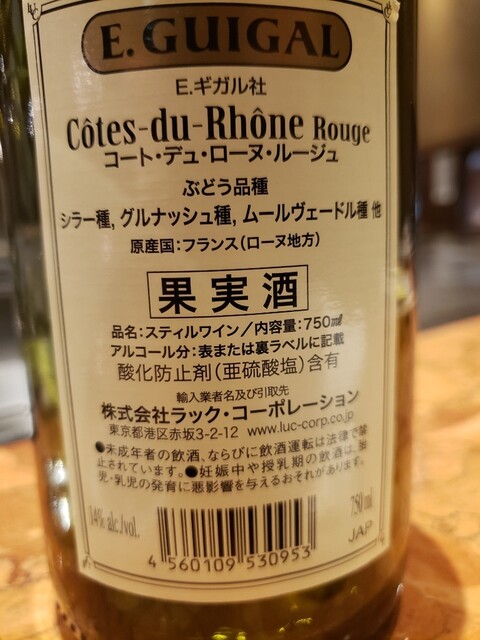 E. GUIGAL
E.ギガル社
Côtes-du-Rhône Rouge
コート・デュ・ローヌ・ルージュ
ぶどう品種
シラー種, グルナッシュ種, ムールヴェードル種 他
原産国:フランス(ローヌ地方)
果実酒
品名:スティルワイン/内容量:750㎖
アルコール分:表または裏ラベルに記載
酸化防止剤(亜硫酸塩)含有
輸入業者名及び引取先
株式会社ラック・コーポレーション
東京都港区赤坂3-2-12 www.luc-corp.co.jp
●未成年者の飲酒、ならびに飲酒運転は法律で禁
止されています。●妊娠中や授乳期の飲酒は、胎
児・乳児の発育に悪影響を与えるおそれがあります。
14% alc./vol.
750 ml
4 560109 530953
JAP